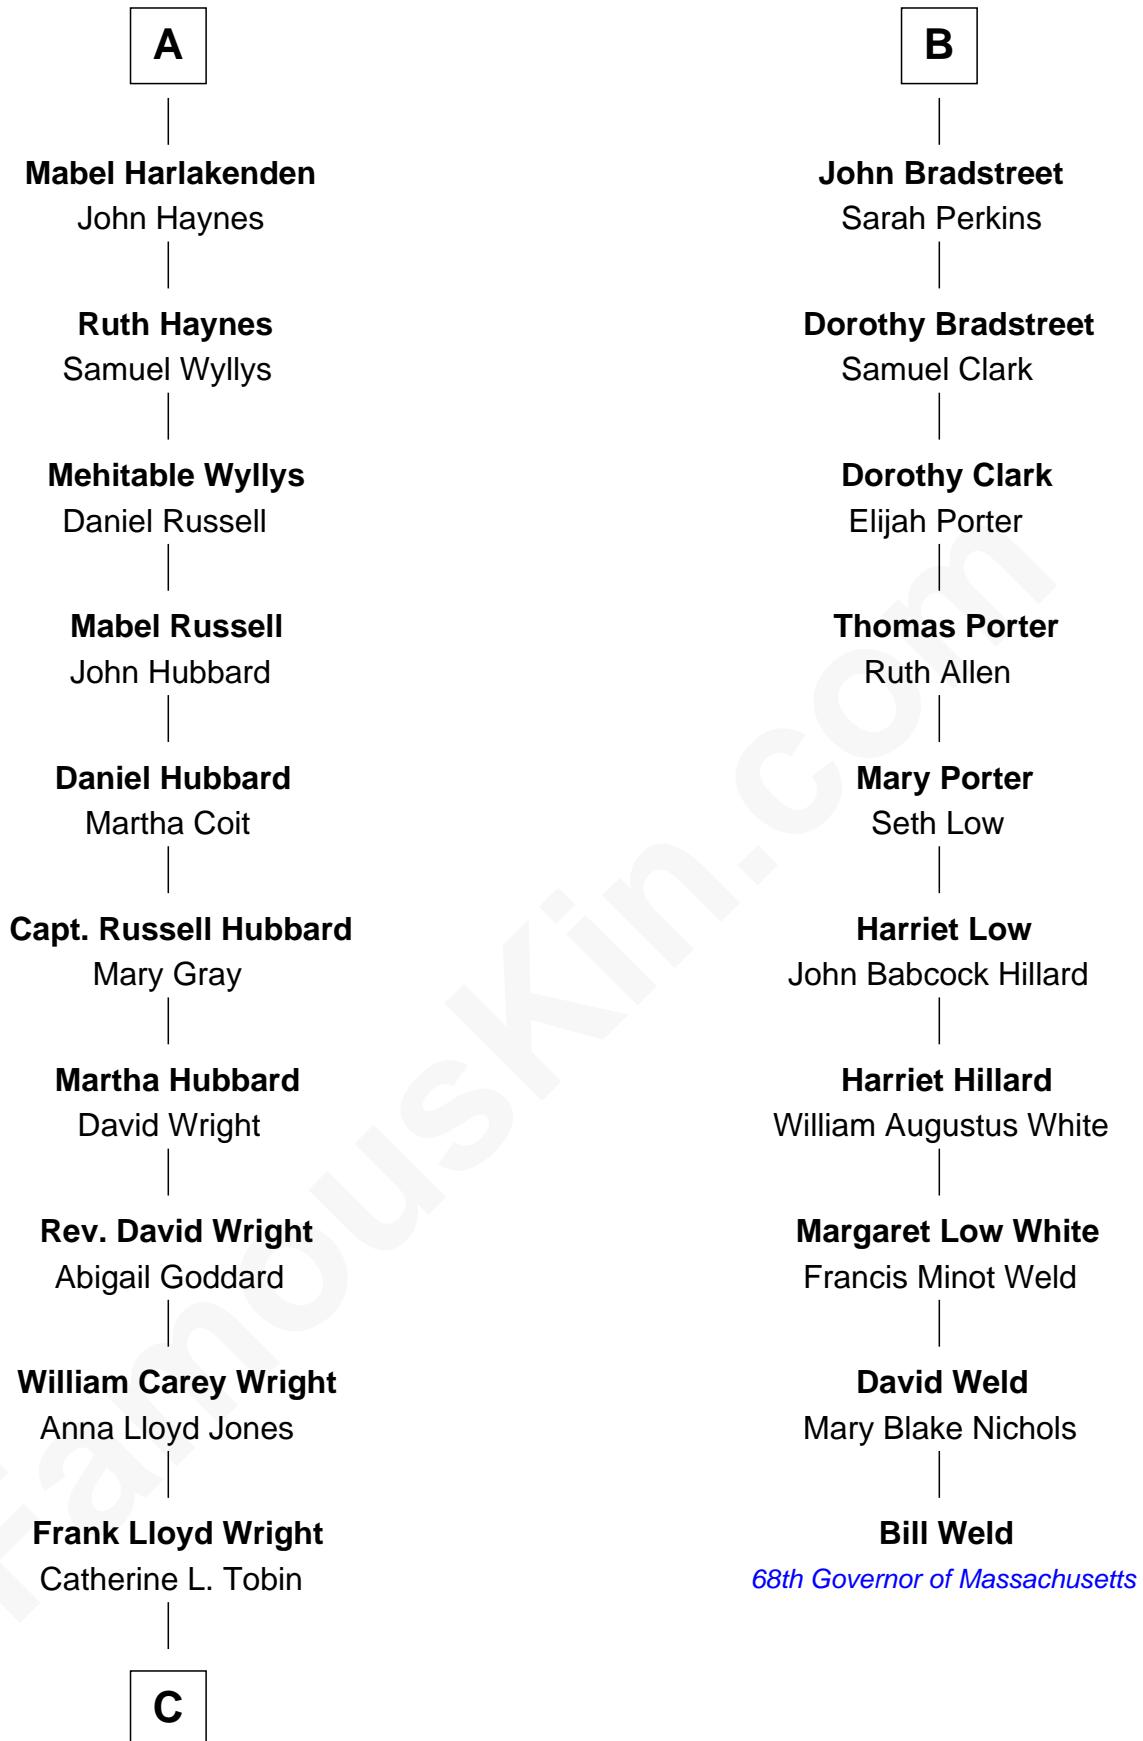 A
Mabel Harlakenden
John Haynes
Ruth Haynes
Samuel Wyllys
Mehitable Wyllys
Daniel Russell
Mabel Russell
John Hubbard
Daniel Hubbard
Martha Coit
Capt. Russell Hubbard
Mary Gray
Martha Hubbard
David Wright
Rev. David Wright
Abigail Goddard
William Carey Wright
Anna Lloyd Jones
Frank Lloyd Wright
Catherine L. Tobin
C
B
John Bradstreet
Sarah Perkins
Dorothy Bradstreet
Samuel Clark
Dorothy Clark
Elijah Porter
Thomas Porter
Ruth Allen
Mary Porter
Seth Low
Harriet Low
John Babcock Hillard
Harriet Hillard
William Augustus White
Margaret Low White
Francis Minot Weld
David Weld
Mary Blake Nichols
Bill Weld
68th Governor of Massachusetts
FamousKin.com